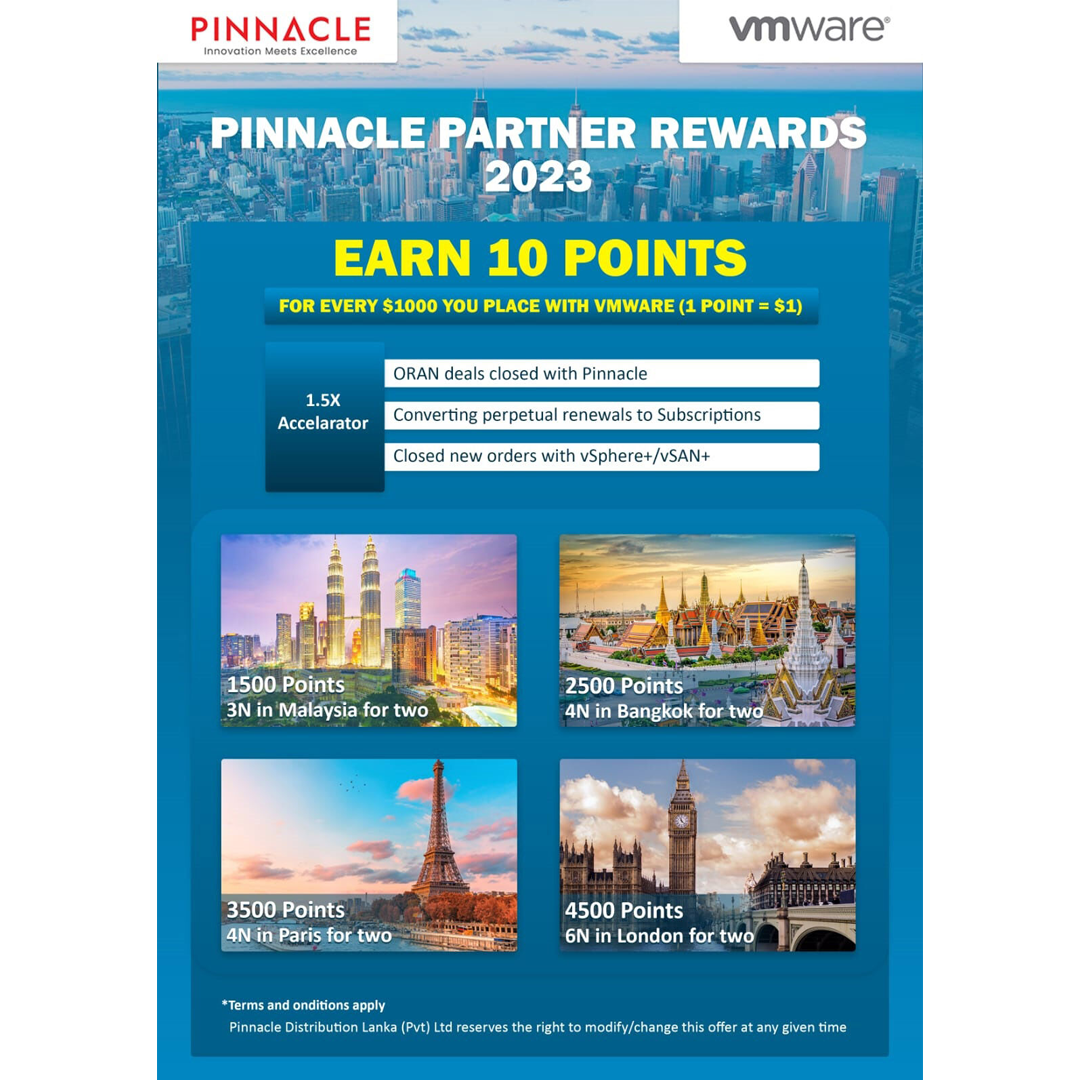 PINNACLE
Innovation Meets Excellence
vmware®
PINNACLE PARTNER REWARDS
2023
EARN 10 POINTS
FOR EVERY $1000 YOU PLACE WITH VMWARE (1 POINT = $1)
1.5X
Accelarator
ORAN deals closed with Pinnacle
Converting perpetual renewals to Subscriptions
Closed new orders with vSphere+/vSAN+
1500 Points
3N in Malaysia for two
2500 Points
4N in Bangkok for two
3500 Points
4N in Paris for two
4500 Points
6N in London for two
*Terms and onditions apply
Pinnacle Distribution Lanka (Pvt) Ltd reserves the right to modify/change this offer at any given time